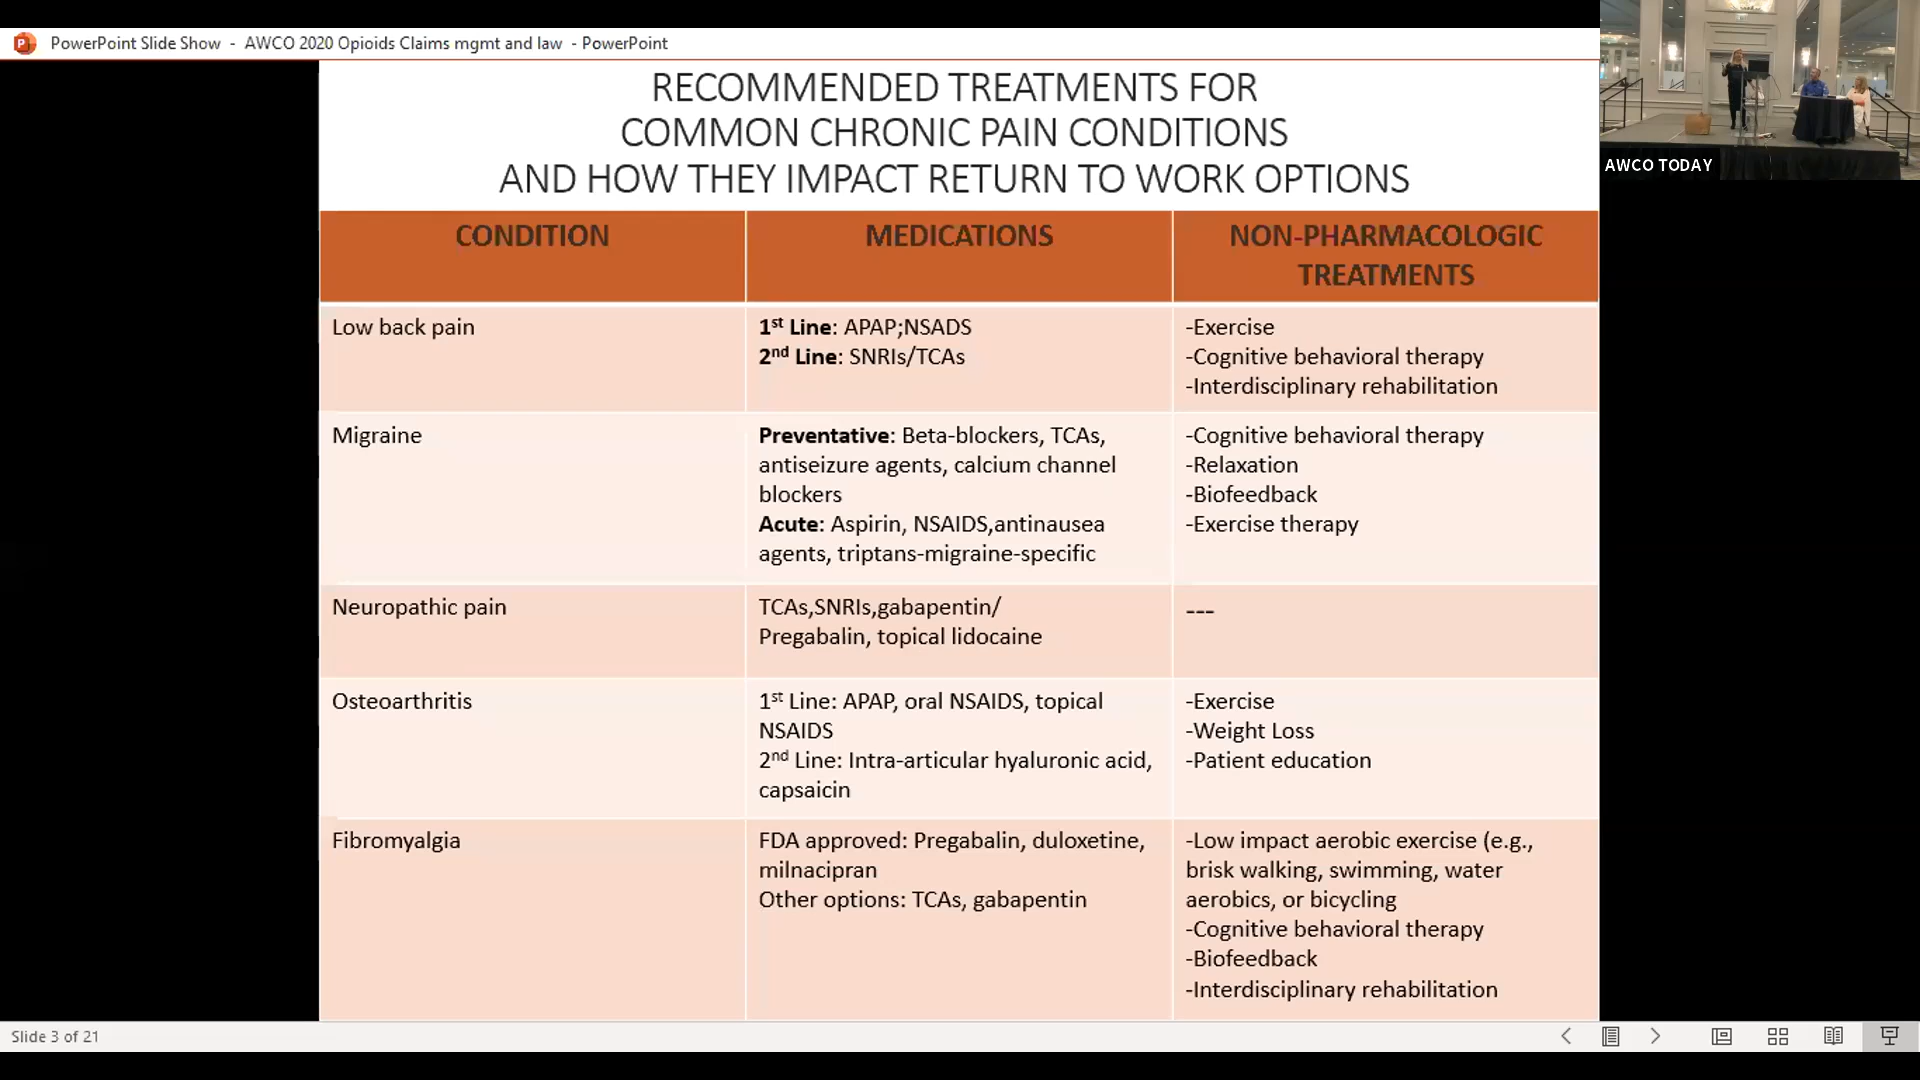 PowerPoint Slide Show - AWCO 2020 Opioids Claims mgmt and law - PowerPoint
AWCO TODAY
RECOMMENDED TREATMENTS FOR
COMMON CHRONIC PAIN CONDITIONS
AND HOW THEY IMPACT RETURN TO WORK OPTIONS
CONDITION
MEDICATIONS
NON-PHARMACOLOGIC
TREATMENTS
Low back pain
1st Line: APAP;NSADS
2nd Line: SNRIs/TCAs
-Exercise
-Cognitive behavioral therapy
-Interdisciplinary rehabilitation
Migraine
Preventative: Beta-blockers, TCAs,
antiseizure agents, calcium channel
blockers
Acute: Aspirin, NSAIDS,antinausea
agents, triptans-migraine-specific
-Cognitive behavioral therapy
-Relaxation
-Biofeedback
-Exercise therapy
Neuropathic pain
TCAs,SNRIs,gabapentin/
Pregabalin, topical lidocaine
---
Osteoarthritis
1st Line: APAP, oral NSAIDS, topical
NSAIDS
2nd Line: Intra-articular hyaluronic acid,
capsaicin
-Exercise
-Weight Loss
-Patient education
Fibromyalgia
FDA approved: Pregabalin, duloxetine,
milnacipran
Other options: TCAs, gabapentin
-Low impact aerobic exercise (e.g.,
brisk walking, swimming, water
aerobics, or bicycling
-Cognitive behavioral therapy
-Biofeedback
-Interdisciplinary rehabilitation
Slide 3 of 21